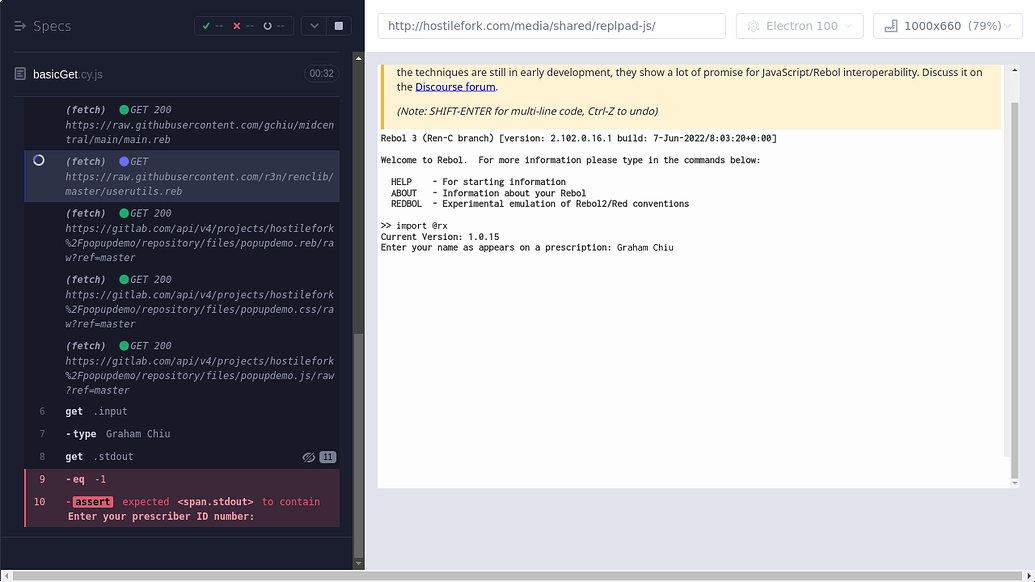 Specs
--
--
--
http://hostilefork.com/media/shared/replpad-js/
Electron 100
1000x660 (79%)
basicGet.cy.js
00:32
(fetch) GET 200
https://raw.githubusercontent.com/gchiu/midcen
tral/main/main.reb
(fetch) GET
https://raw.githubusercontent.com/r3n/renclib/
master/userutils.reb
(fetch) GET 200
https://gitlab.com/api/v4/projects/hostilefork
%2Fpopupdemo/repository/files/popupdemo.reb/ra
w?ref=master
(fetch) GET 200
https://gitlab.com/api/v4/projects/hostilefork
%2Fpopupdemo/repository/files/popupdemo.css/ra
w?ref=master
(fetch) GET 200
https://gitlab.com/api/v4/projects/hostilefork
%2Fpopupdemo/repository/files/popupdemo.js/raw
?ref=master
6 get .input
7 -type Graham Chiu
8 get .stdout 11
9 -eq -1
10 -assert expected <span.stdout> to contain
Enter your prescriber ID number:
the techniques are still in early development, they show a lot of promise for JavaScript/Rebol interoperability. Discuss it on
the Discourse forum.
(Note: SHIFT-ENTER for multi-line code, Ctrl-Z to undo)
Rebol 3 (Ren-C branch) [version: 2.102.0.16.1 build: 7-Jun-2022/8:03:20+0:00]
Welcome to Rebol. For more information please type in the commands below:
HELP - For starting information
ABOUT - Information about your Rebol
REDBOL - Experimental emulation of Rebol2/Red conventions
>> import @rx
Current Version: 1.0.15
Enter your name as appears on a prescription: Graham Chiu